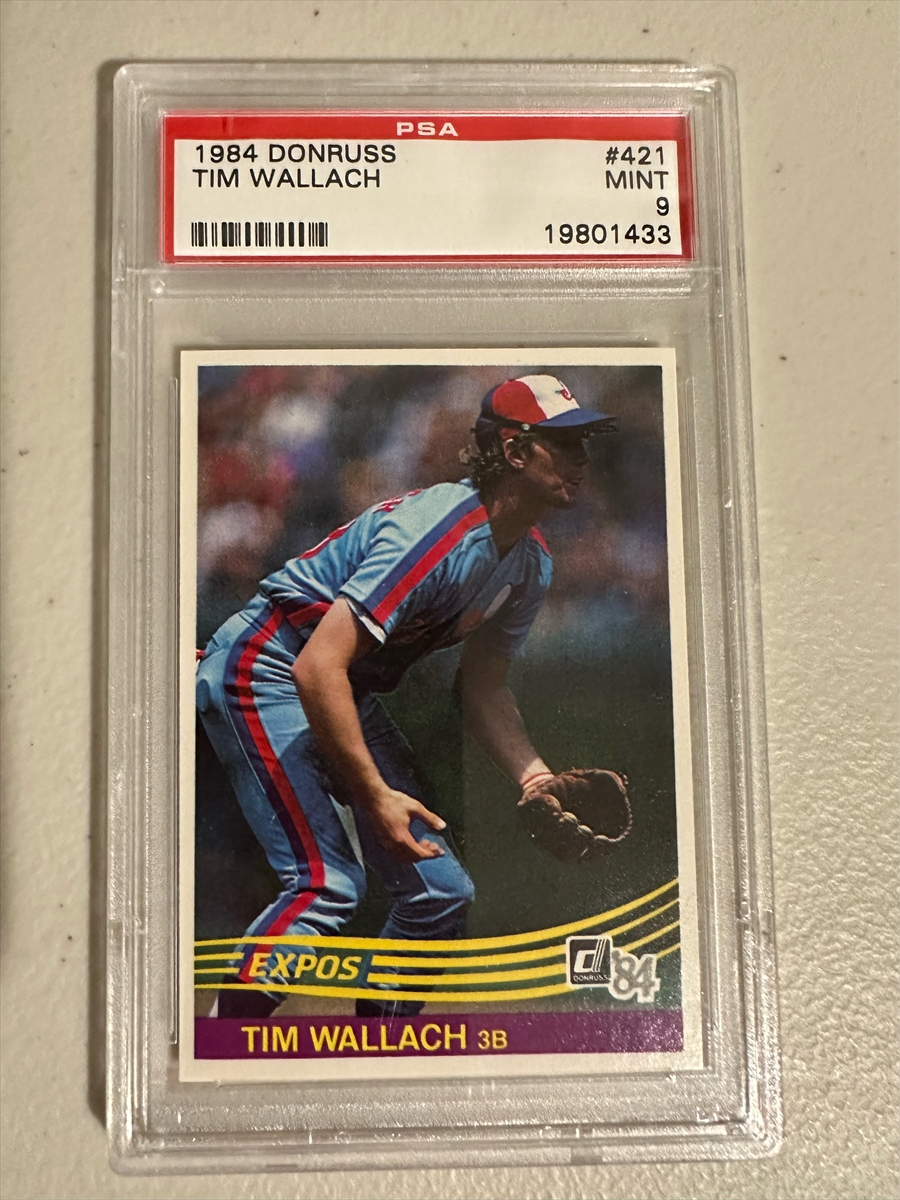 PSA
1984 DONRUSS #421
TIM WALLACH MINT
9
19801433
EXPOS
d
DONRUSS
'84
TIM WALLACH 3B